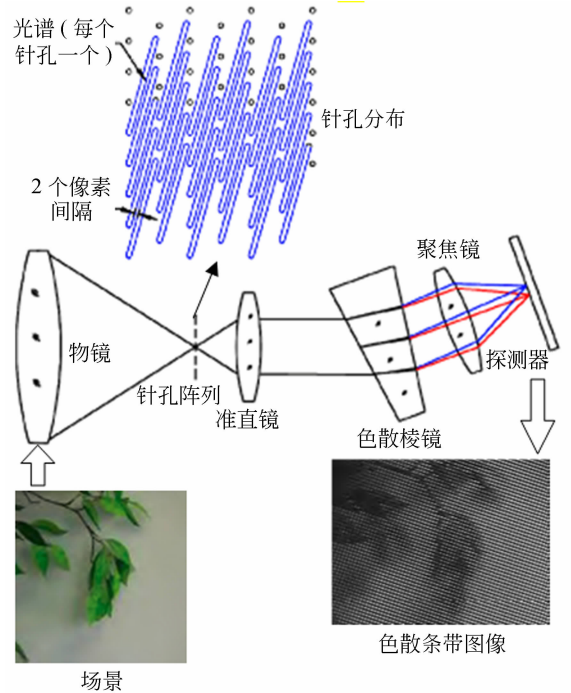 光谱 ( 每个
针孔一个 )
针孔分布
2 个像素
间隔
聚焦镜
物镜
探测器
针孔阵列
准直镜
色散棱镜
场景
色散条带图像